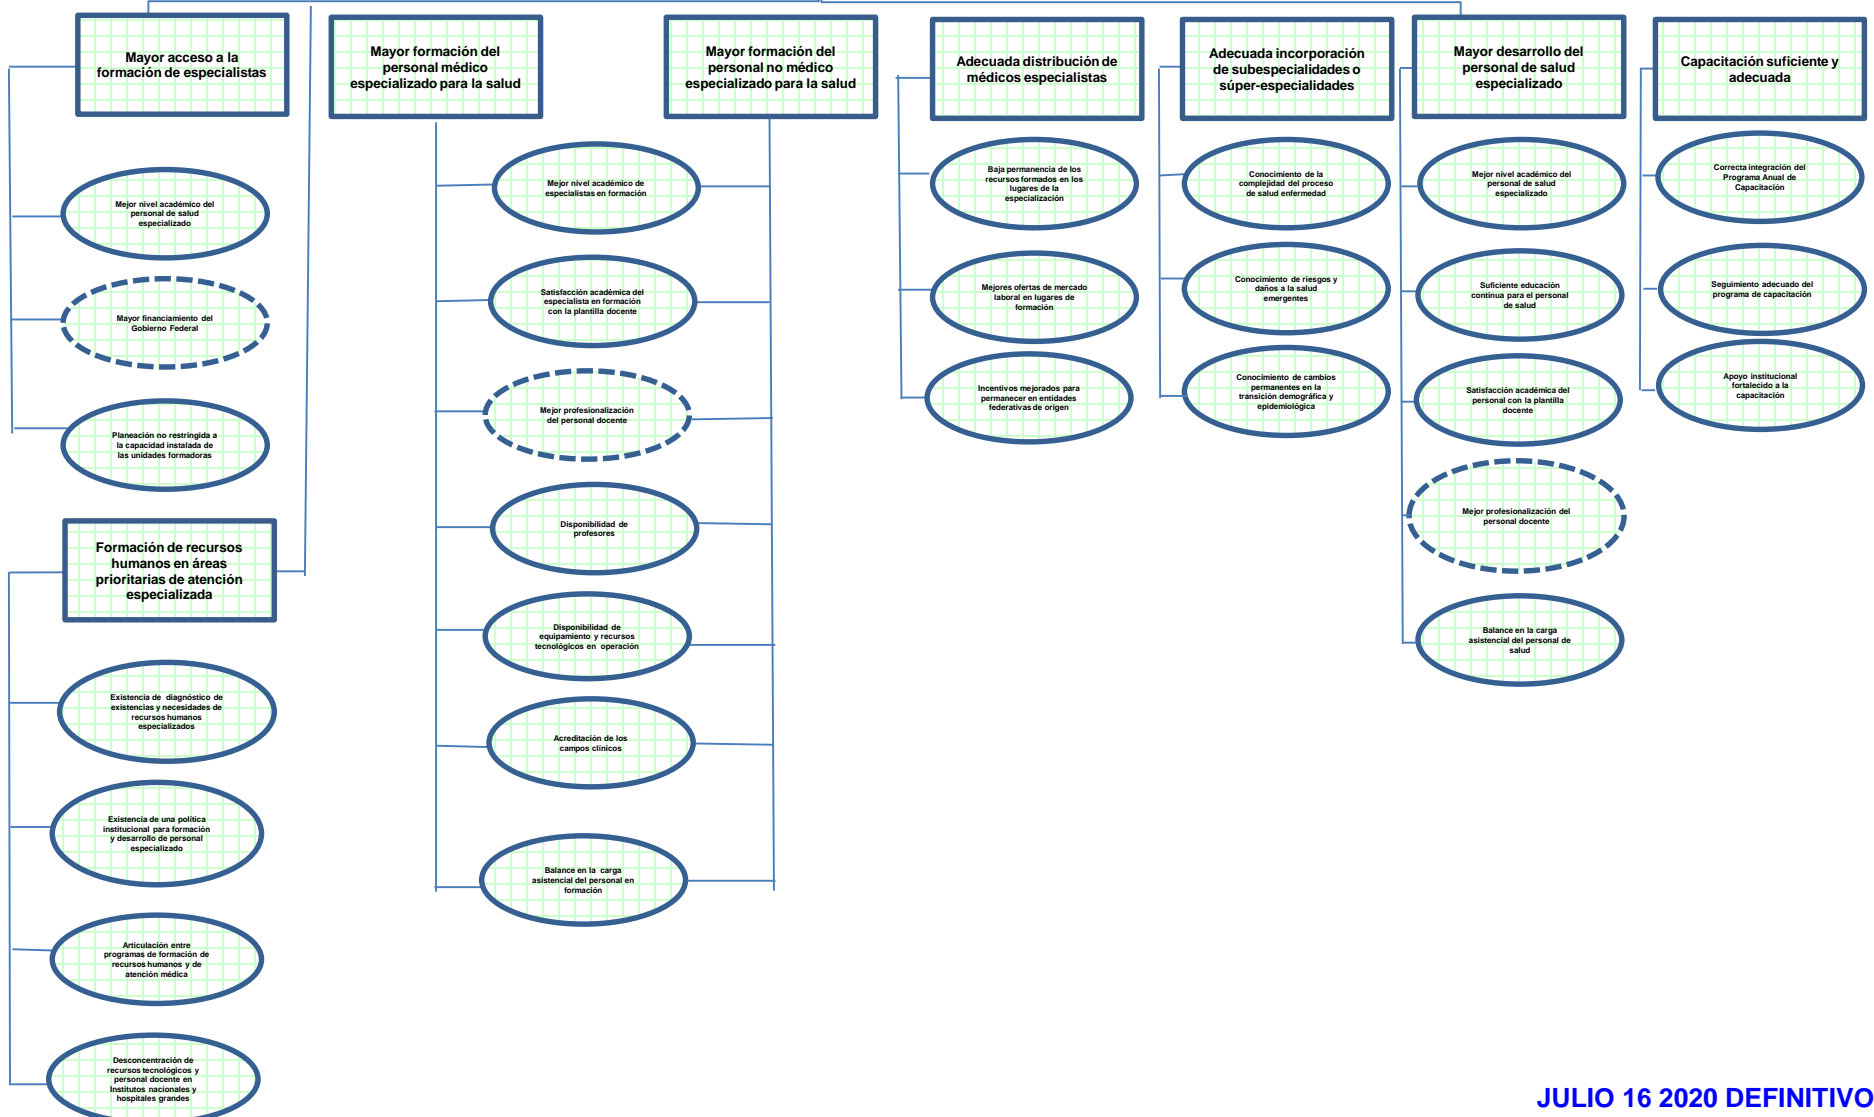 Mayor acceso a la
formación de especialistas
Mejor nivel académico del
personal de salud
especializado
Mayor financiamiento del
Gobierno Federal
Planeación no restringida a
la capacidad instalada de
las unidades formadoras
Formación de recursos
humanos en áreas
prioritarias de atención
especializada
Existencia de diagnóstico de
existencias y necesidades de
recursos humanos
especializados
Existencia de una política
institucional para formación
y desarrollo de personal
especializado
Articulación entre
programas de formación de
recursos humanos y de
atención médica
Desconcentración de
recursos tecnológicos y
personal docente en
Institutos nacionales y
hospitales grandes
Mayor formación del
personal médico
especializado para la salud
Mayor formación del
personal no médico
especializado para la salud
Mejor nivel académico de
especialistas en formación
Satisfacción académica del
especialista en formación
con la plantilla docente
Mejor profesionalización
del personal docente
Disponibilidad de
profesores
Disponibilidad de
equipamiento y recursos
tecnológicos en operación
Acreditación de los
campos clínicos
Balance en la carga
asistencial del personal en
formación
Adecuada distribución de
médicos especialistas
Baja permanencia de los
recursos formados en los
lugares de la
especialización
Mejores ofertas de mercado
laboral en lugares de
formación
Incentivos mejorados para
permanecer en entidades
federativas de origen
Adecuada incorporación
de subespecialidades o
súper-especialidades
Conocimiento de la
complejidad del proceso
de salud enfermedad
Conocimiento de riesgos y
daños a la salud
emergentes
Conocimiento de cambios
permanentes en la
transición demográfica y
epidemiológica
Mayor desarrollo del
personal de salud
especializado
Mejor nivel académico del
personal de salud
especializado
Suficiente educación
continua para el personal
de salud
Satisfacción académica del
personal con la plantilla
docente
Mejor profesionalización del
personal docente
Balance en la carga
asistencial del personal de
salud
Capacitación suficiente y
adecuada
Correcta integración del
Programa Anual de
Capacitación
Seguimiento adecuado del
programa de capacitación
Apoyo institucional
fortalecido a la
capacitación
JULIO 16 2020 DEFINITIVO